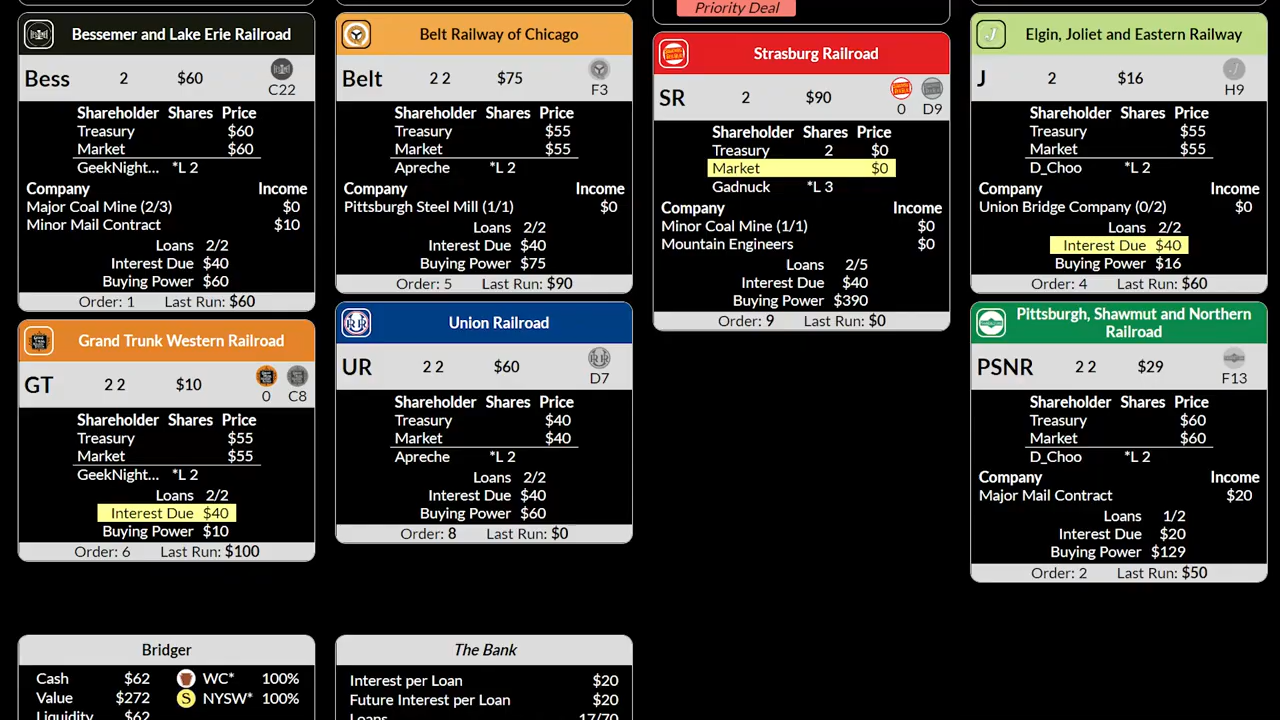 Bessemer and Lake Erie Railroad
Bess 2 $60 C22
Shareholder Shares Price
Treasury $60
Market $60
GeekNight... *L 2
Company Income
Major Coal Mine (2/3) $0
Minor Mail Contract $10
Loans 2/2
Interest Due $40
Buying Power $60
Order: 1 Last Run: $60
Grand Trunk Western Railroad
GT 2 2 $10 0 C8
Shareholder Shares Price
Treasury $55
Market $55
GeekNight... *L 2
Loans 2/2
Interest Due $40
Buying Power $10
Order: 6 Last Run: $100
Bridger
Cash $62 WC* 100%
Value $272 S NYSW* 100%
Liquidity $62
Belt Railway of Chicago
Belt 2 2 $75 F3
Shareholder Shares Price
Treasury $55
Market $55
Apreche *L 2
Company Income
Pittsburgh Steel Mill (1/1) $0
Loans 2/2
Interest Due $40
Buying Power $75
Order: 5 Last Run: $90
Union Railroad
UR 2 2 $60 D7
Shareholder Shares Price
Treasury $40
Market $40
Apreche *L 2
Loans 2/2
Interest Due $40
Buying Power $60
Order: 8 Last Run: $0
The Bank
Interest per Loan $20
Future Interest per Loan $20
Loans 17/70
Priority Deal
Strasburg Railroad
SR 2 $90 0 D9
Shareholder Shares Price
Treasury 2 $0
Market $0
Gadnuck *L 3
Company Income
Minor Coal Mine (1/1) $0
Mountain Engineers $0
Loans 2/5
Interest Due $40
Buying Power $390
Order: 9 Last Run: $0
Elgin, Joliet and Eastern Railway
J 2 $16 H9
Shareholder Shares Price
Treasury $55
Market $55
D_Choo *L 2
Company Income
Union Bridge Company (0/2) $0
Loans 2/2
Interest Due $40
Buying Power $16
Order: 4 Last Run: $60
Pittsburgh, Shawmut and Northern
Railroad
PSNR 2 2 $29 F13
Shareholder Shares Price
Treasury $60
Market $60
D_Choo *L 2
Company Income
Major Mail Contract $20
Loans 1/2
Interest Due $20
Buying Power $129
Order: 2 Last Run: $50